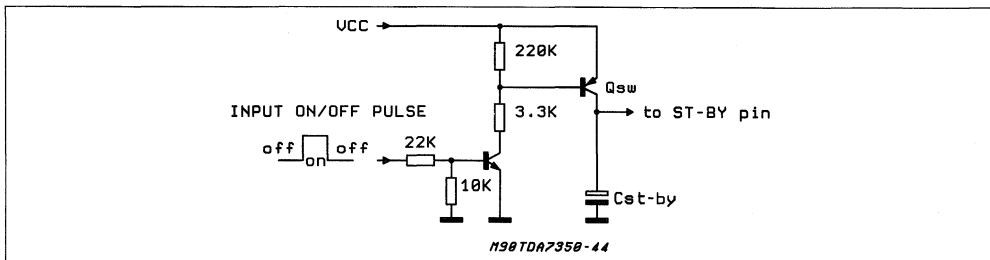 VCC
220K
Qsw
INPUT ON/OFF PULSE
3.3K
to ST-BY pin
off on off
22K
10K
Cst-by
M90TDA7350-44